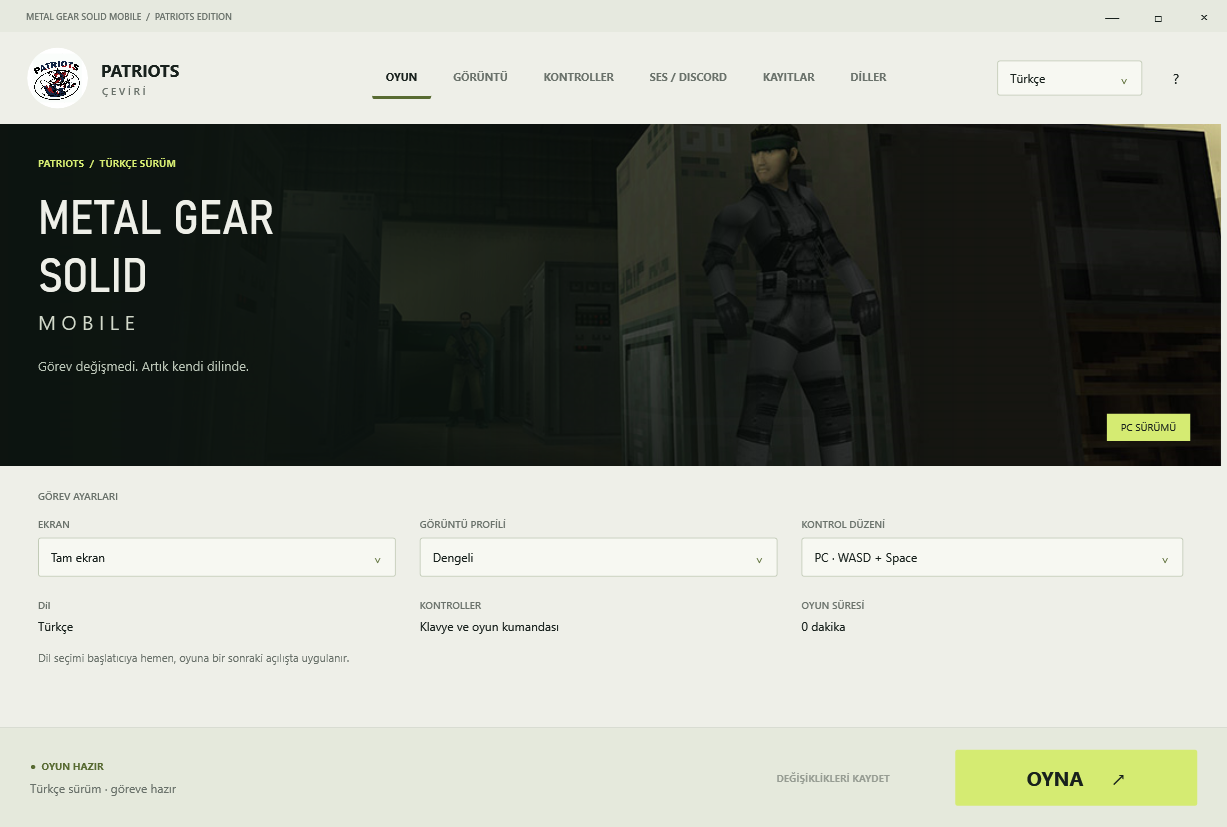 METAL GEAR SOLID MOBILE / PATRIOTS EDITION
PATRIOTS
PATRIOTS
ÇEVİRİ
OYUN
GÖRÜNTÜ
KONTROLLER
SES / DISCORD
KAYITLAR
DİLLER
Türkçe
?
PATRIOTS / TÜRKÇE SÜRÜM
METAL GEAR
SOLID
MOBILE
Görev değişmedi. Artık kendi dilinde.
PC SÜRÜMÜ
GÖREV AYARLARI
EKRAN
GÖRÜNTÜ PROFİLİ
KONTROL DÜZENİ
Tam ekran
Dengeli
PC · WASD + Space
Dil
KONTROLLER
OYUN SÜRESİ
Türkçe
Klavye ve oyun kumandası
0 dakika
Dil seçimi başlatıcıya hemen, oyuna bir sonraki açılışta uygulanır.
● OYUN HAZIR
Türkçe sürüm · göreve hazır
DEĞİŞİKLİKLERİ KAYDET
OYNA ↗